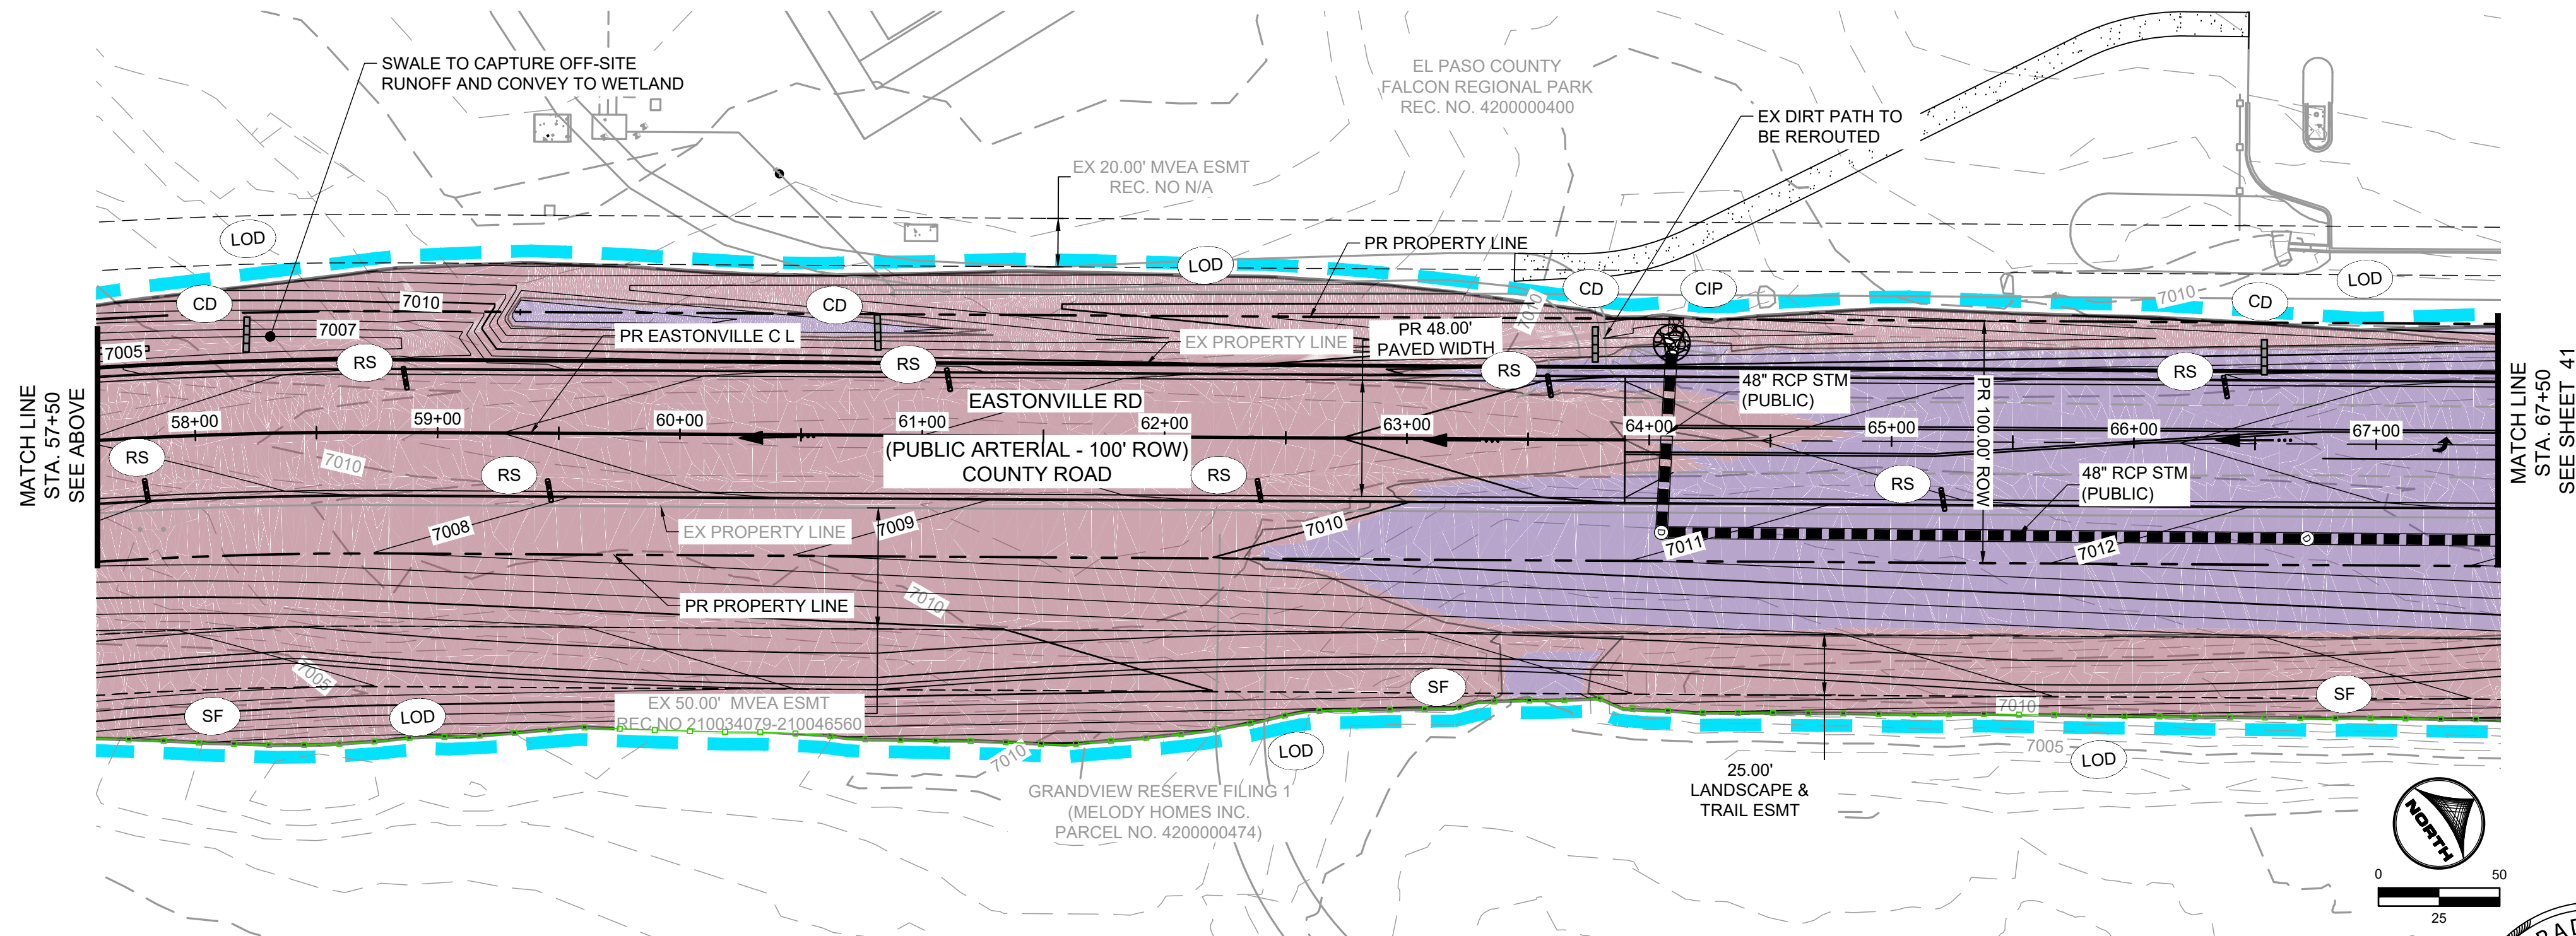 SWALE TO CAPTURE OFF-SITE
RUNOFF AND CONVEY TO WETLAND
EL PASO COUNTY
FALCON REGIONAL PARK
REC. NO. 4200000400
EX DIRT PATH TO
BE REROUTED
EX 20.00' MVEA ESMT
REC. NO N/A
LOD
LOD
LOD
PR PROPERTY LINE
CD
CD
CD
CIP
CD
7010
7010
7010
7007
7005
PR EASTONVILLE C L
EX PROPERTY LINE
PR 48.00'
PAVED WIDTH
RS
RS
RS
RS
48" RCP STM
(PUBLIC)
PR 100.00' ROW
EASTONVILLE RD
58+00
59+00
60+00
61+00
62+00
63+00
64+00
65+00
66+00
67+00
(PUBLIC ARTERIAL - 100' ROW)
COUNTY ROAD
MATCH LINE
STA. 57+50
SEE ABOVE
MATCH LINE
STA. 67+50
SEE SHEET 41
RS
RS
RS
RS
7010
48" RCP STM
(PUBLIC)
EX PROPERTY LINE
7008
7009
7010
7011
7012
PR PROPERTY LINE
7010
7005
EX 50.00' MVEA ESMT
REC NO 210034079-210046560
SF
LOD
SF
SF
7010
7010
7005
LOD
LOD
GRANDVIEW RESERVE FILING 1
(MELODY HOMES INC.
PARCEL NO. 4200000474)
25.00'
LANDSCAPE &
TRAIL ESMT
NORTH
0
50
25